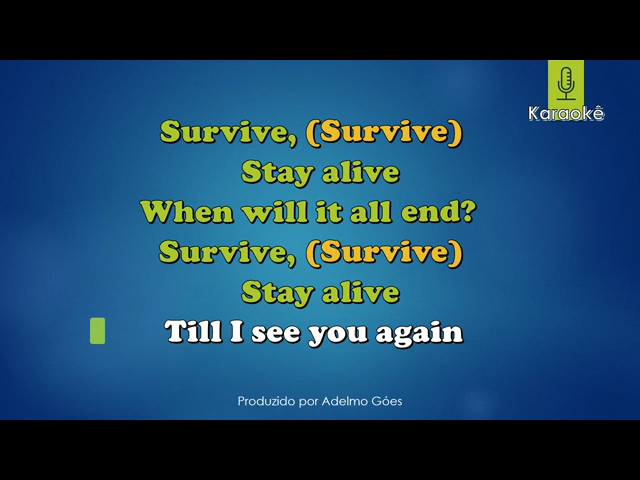 Karaokê
Survive, (Survive)
Stay alive
When will it all end?
Survive, (Survive)
Stay alive
Till I see you again
Produzido por Adelmo Góes